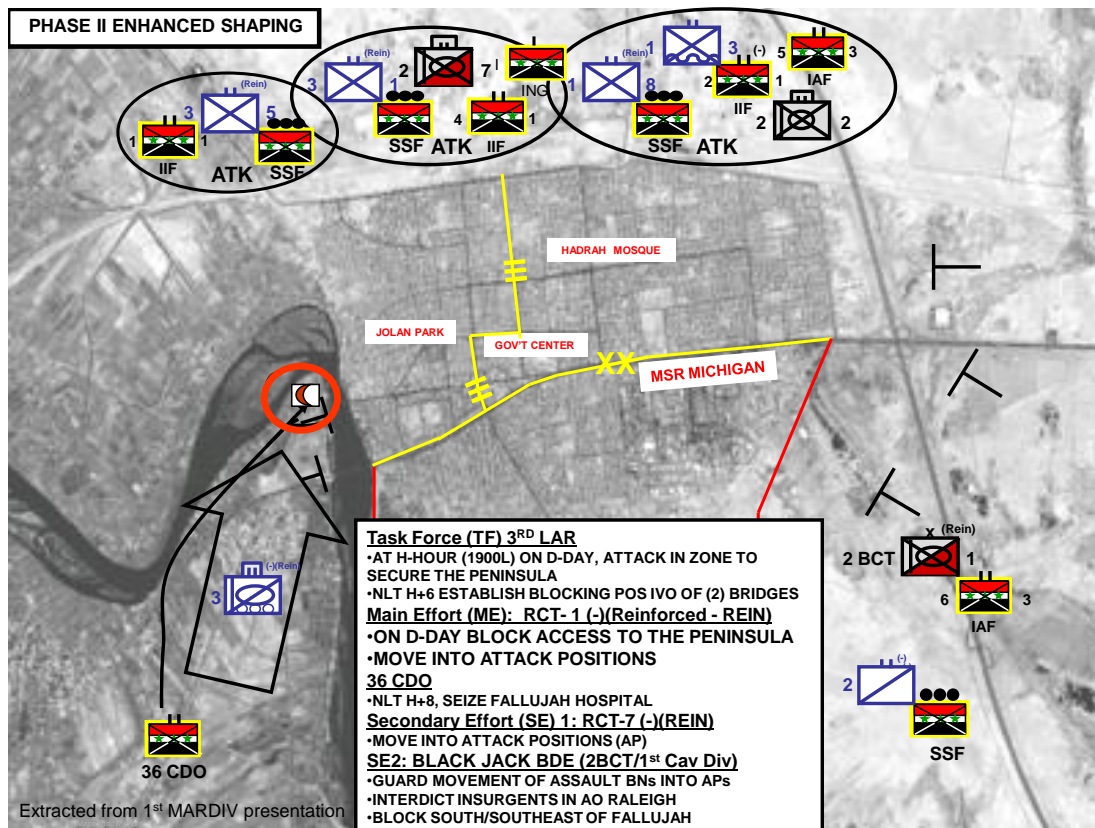 PHASE II ENHANCED SHAPING
(Rein)
3 5
1 1
IIF
ATK
SSF
(Rein)
3 1
2 7
I
ING
SSF
ATK
4 1
IIF
(Rein)
1 8
1 3
(-)
2 1
IIF
5 3
IAF
SSF
ATK
2 2
HADRAH MOSQUE
JOLAN PARK
GOV'T CENTER
XX
MSR MICHIGAN
(-)(Rein)
3
36 CDO
x (Rein)
2 BCT 1
6 3
IAF
(-)
2
SSF
Task Force (TF) 3RD LAR
•AT H-HOUR (1900L) ON D-DAY, ATTACK IN ZONE TO
SECURE THE PENINSULA
•NLT H+6 ESTABLISH BLOCKING POS IVO OF (2) BRIDGES
Main Effort (ME): RCT- 1 (-)(Reinforced - REIN)
•ON D-DAY BLOCK ACCESS TO THE PENINSULA
•MOVE INTO ATTACK POSITIONS
36 CDO
•NLT H+8, SEIZE FALLUJAH HOSPITAL
Secondary Effort (SE) 1: RCT-7 (-)(REIN)
•MOVE INTO ATTACK POSITIONS (AP)
SE2: BLACK JACK BDE (2BCT/1st Cav Div)
•GUARD MOVEMENT OF ASSAULT BNs INTO APs
•INTERDICT INSURGENTS IN AO RALEIGH
•BLOCK SOUTH/SOUTHEAST OF FALLUJAH
Extracted from 1st MARDIV presentation